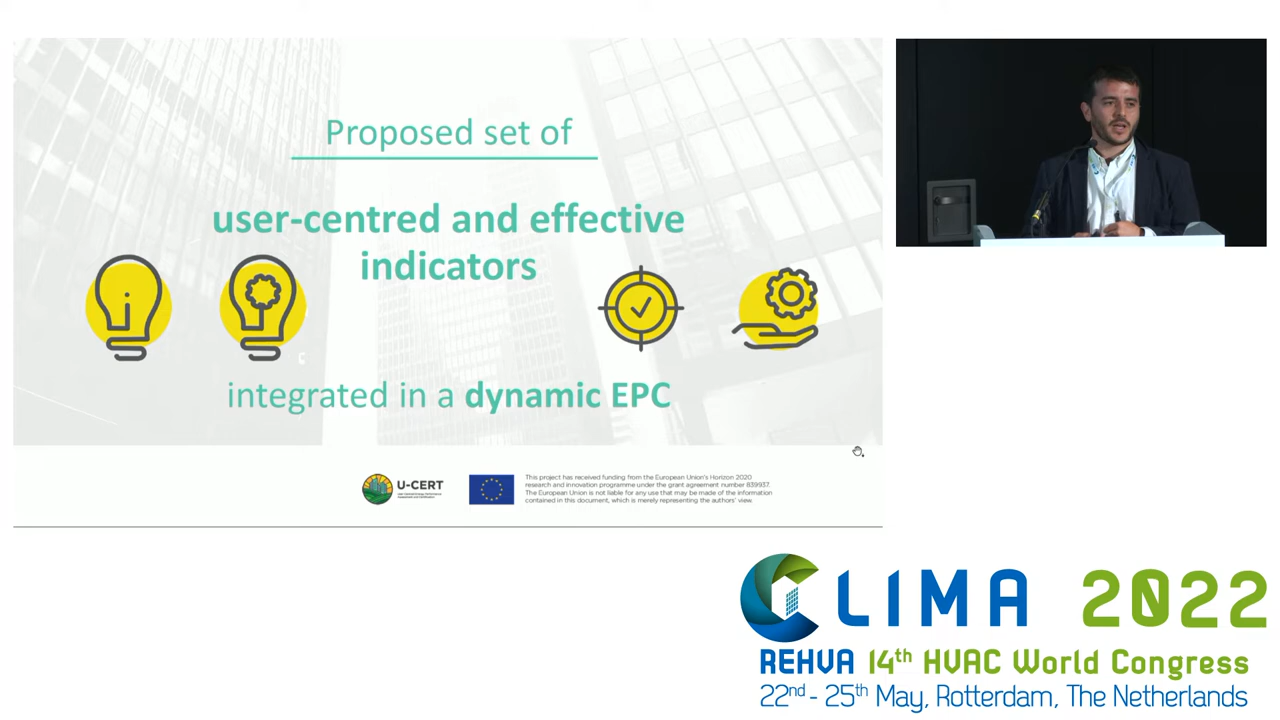 Proposed set of
user-centred and effective
indicators
integrated in a dynamic EPC
U-CERT
This project has received funding from the European Union's Horizon 2020
research and innovation programme under the grant agreement number 839937.
The European Union is not liable for any use that may be made of the information
contained in this document, which is merely representing the authors' view.
CLIMA 2022
REHVA 14th HVAC World Congress
22nd - 25th May, Rotterdam, The Netherlands